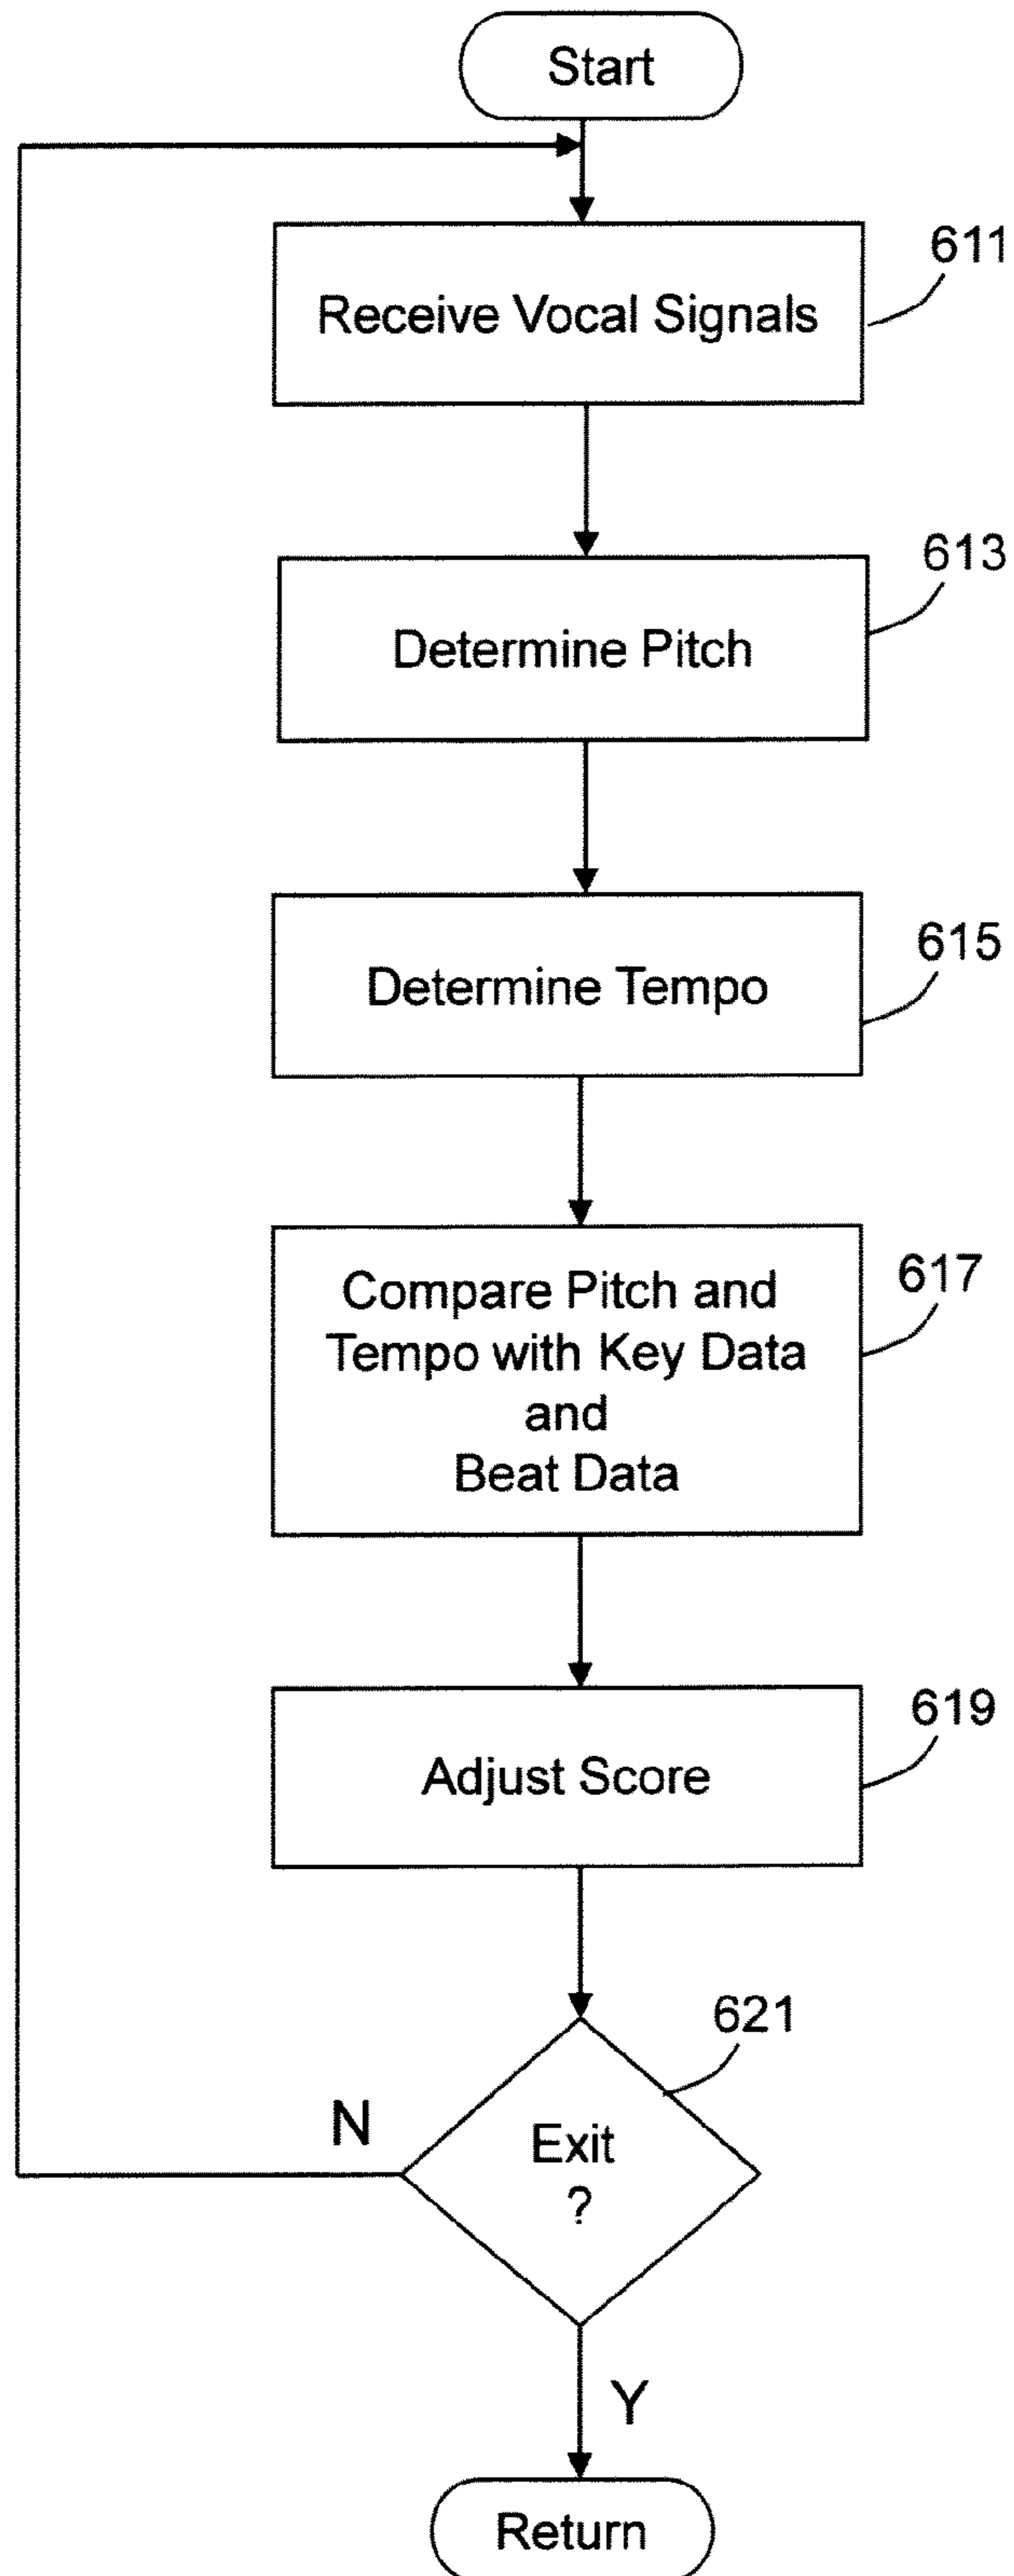 Start
611
Receive Vocal Signals
613
Determine Pitch
615
Determine Tempo
617
Compare Pitch and
Tempo with Key Data
and
Beat Data
619
Adjust Score
621
N
Exit
?
Y
Return